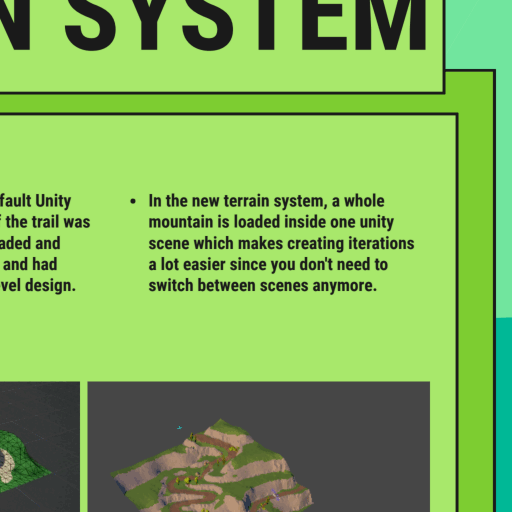 N SYSTEM
fault Unity
the trail was
aded and
and had
vel design.
• In the new terrain system, a whole
mountain is loaded inside one unity
scene which makes creating iterations
a lot easier since you don't need to
switch between scenes anymore.